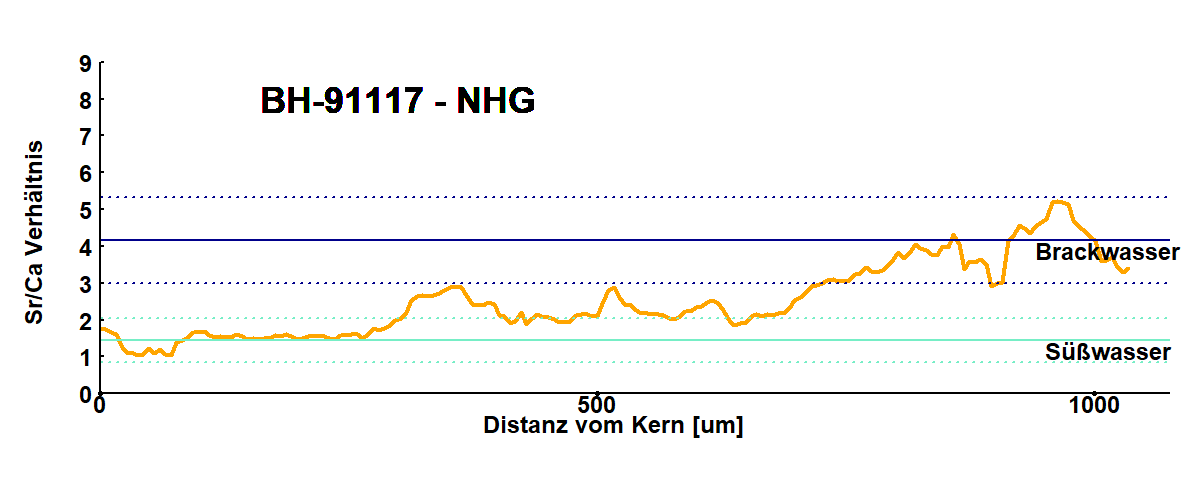 BH-91117 - NHG
Sr/Ca Verhältnis
9
8
7
6
5
4
3
2
1
0
Brackwasser
Süßwasser
0 500 1000
Distanz vom Kern [um]